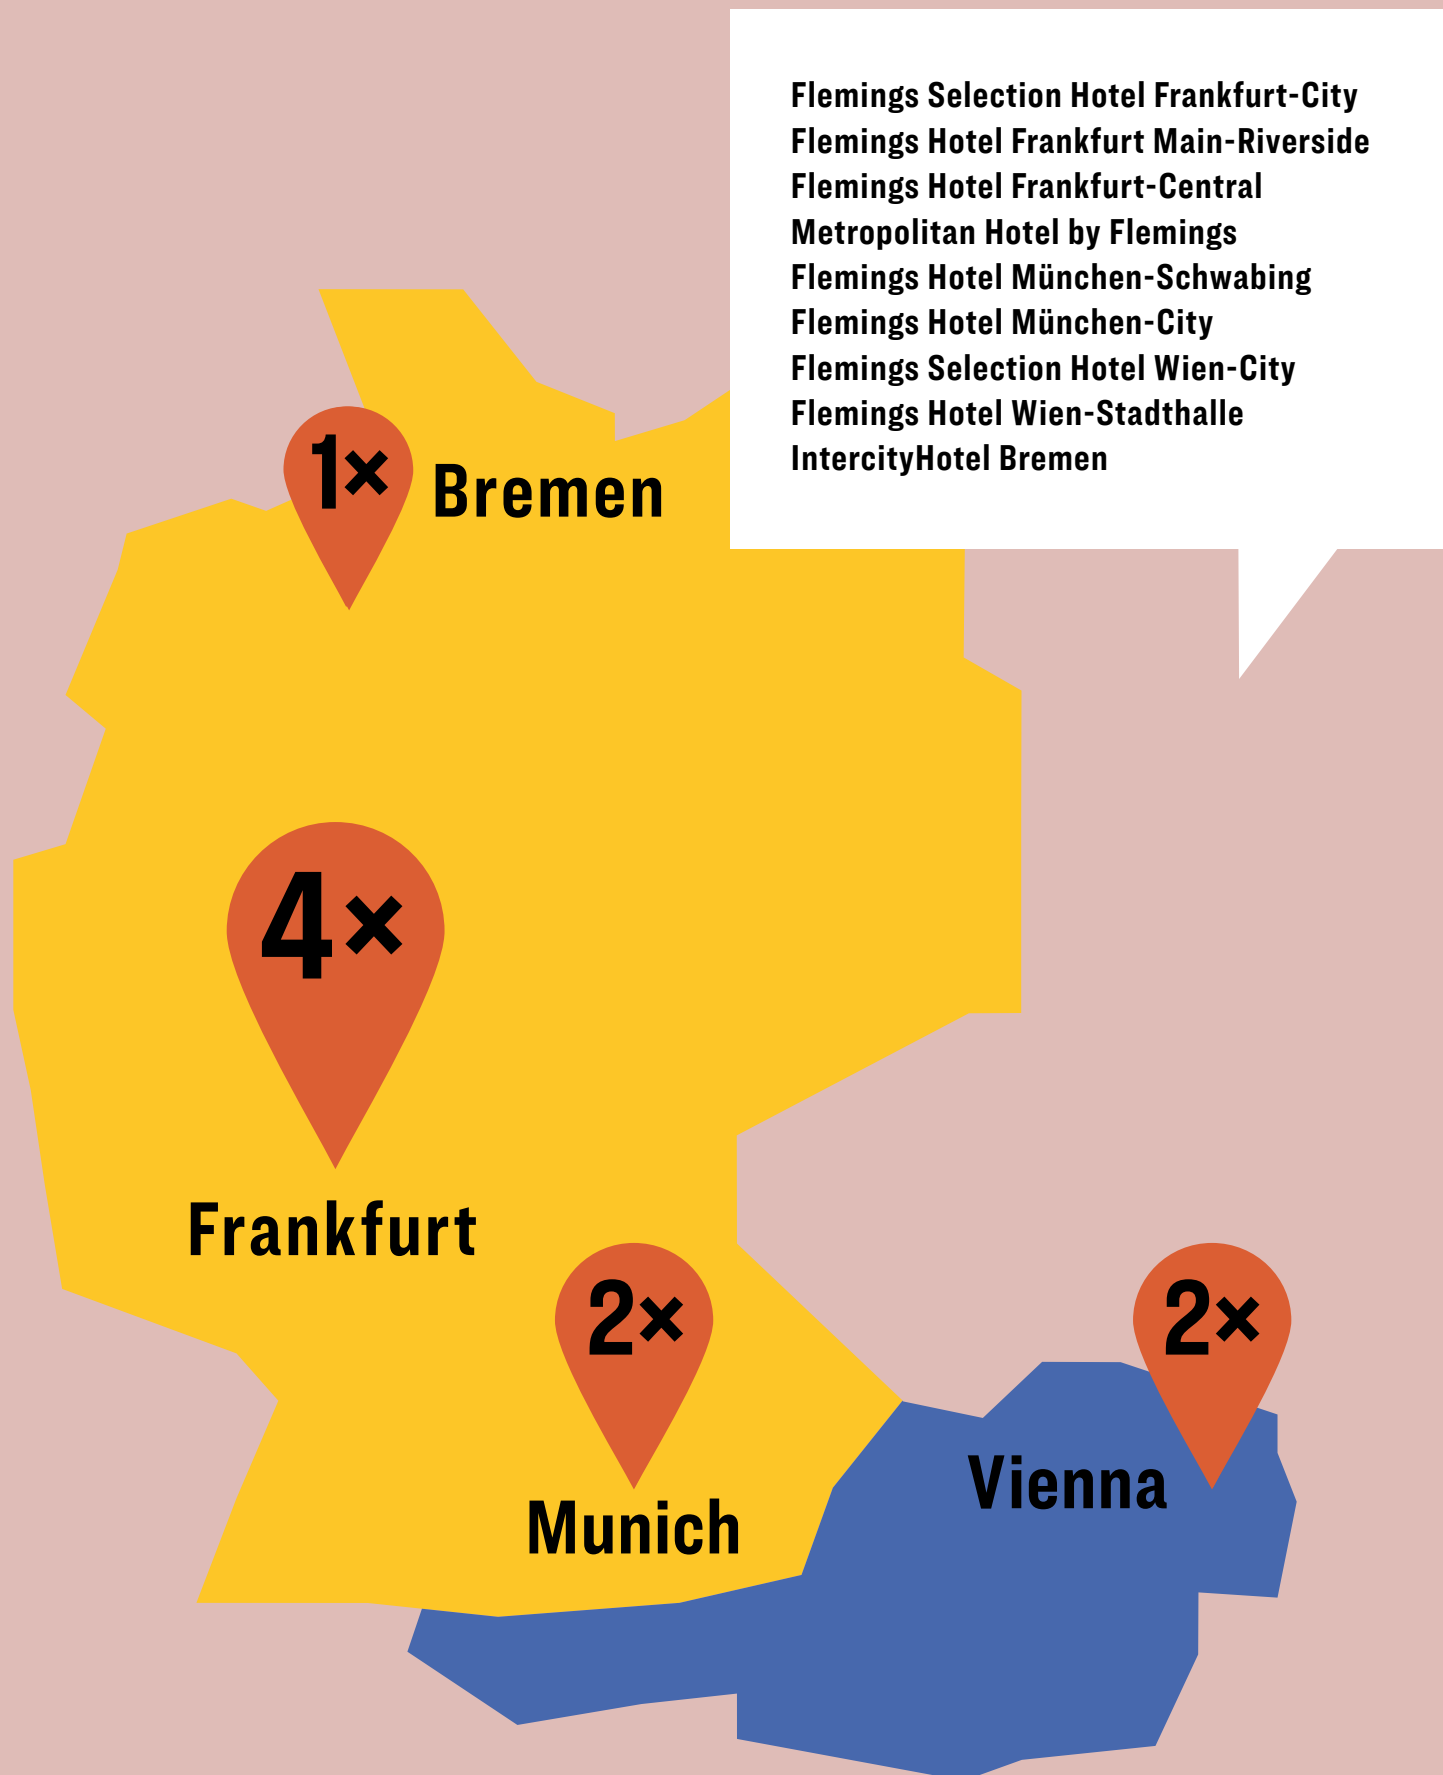 Flemings Selection Hotel Frankfurt-City
Flemings Hotel Frankfurt Main-Riverside
Flemings Hotel Frankfurt-Central
Metropolitan Hotel by Flemings
Flemings Hotel München-Schwabing
Flemings Hotel München-City
Flemings Selection Hotel Wien-City
Flemings Hotel Wien-Stadthalle
IntercityHotel Bremen
1×
Bremen
4×
Frankfurt
2×
Munich
2×
Vienna